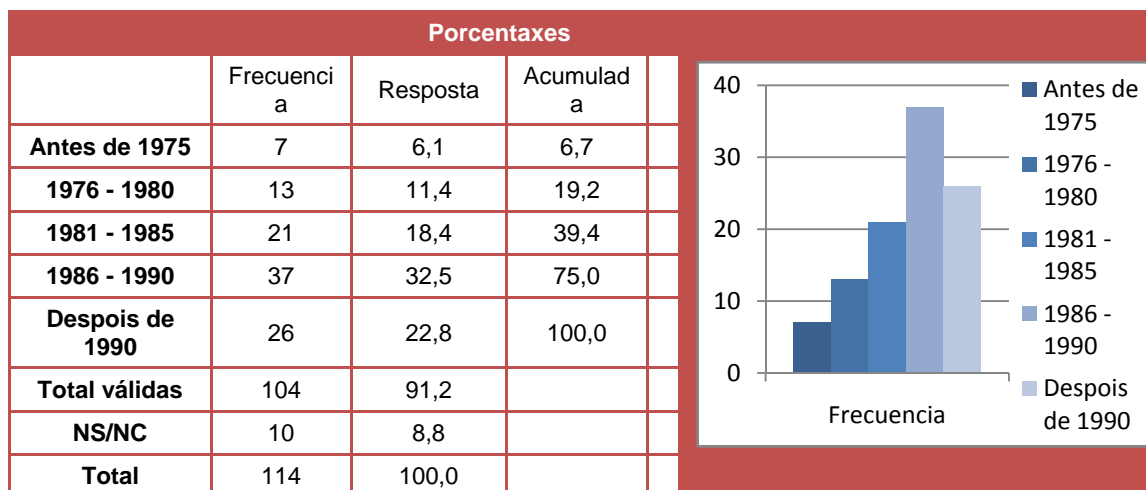 Porcentaxes
Frecuenci
a
Resposta
Acumulad
a
Antes de 1975 7 6,1 6,7
1976 - 1980 13 11,4 19,2
1981 - 1985 21 18,4 39,4
1986 - 1990 37 32,5 75,0
Despois de
1990
26 22,8 100,0
Total válidas 104 91,2
NS/NC 10 8,8
Total 114 100,0
40
30
20
10
0
Frecuencia
Antes de
1975
1976 -
1980
1981 -
1985
1986 -
1990
Despois
de 1990